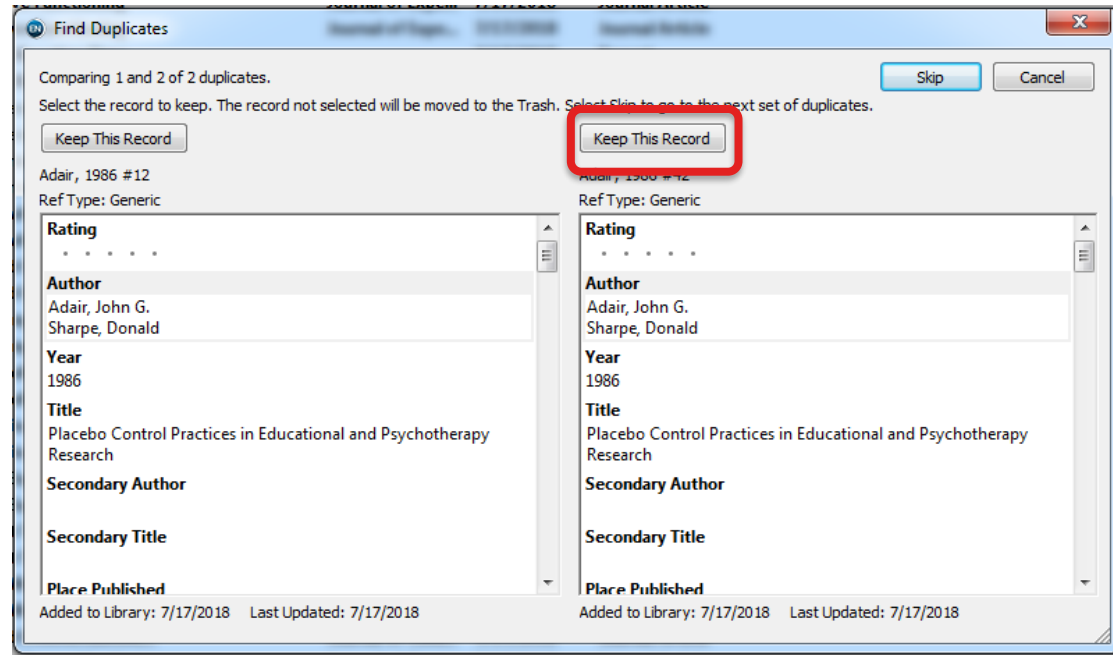 EN Find Duplicates
Comparing 1 and 2 of 2 duplicates.
Skip
Cancel
Select the record to keep. The record not selected will be moved to the Trash. Select Skip to go to the next set of duplicates.
Keep This Record
Keep This Record
Adair, 1986 #12
Adair, 1986 #42
Ref Type: Generic
Ref Type: Generic
Rating
Author
Adair, John G.
Sharpe, Donald
Year
1986
Title
Placebo Control Practices in Educational and Psychotherapy
Research
Secondary Author
Secondary Title
Place Published
Rating
Author
Adair, John G.
Sharpe, Donald
Year
1986
Title
Placebo Control Practices in Educational and Psychotherapy
Research
Secondary Author
Secondary Title
Place Published
Added to Library: 7/17/2018 Last Updated: 7/17/2018
Added to Library: 7/17/2018 Last Updated: 7/17/2018